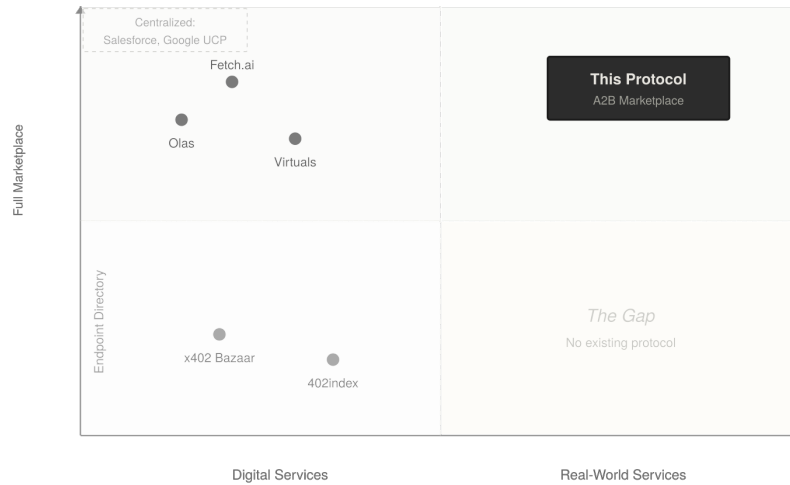 Centralized:
Salesforce, Google UCP
Fetch.ai
Olas
Virtuals
This Protocol
A2B Marketplace
Full Marketplace
Endpoint Directory
x402 Bazaar
402index
The Gap
No existing protocol
Digital Services
Real-World Services